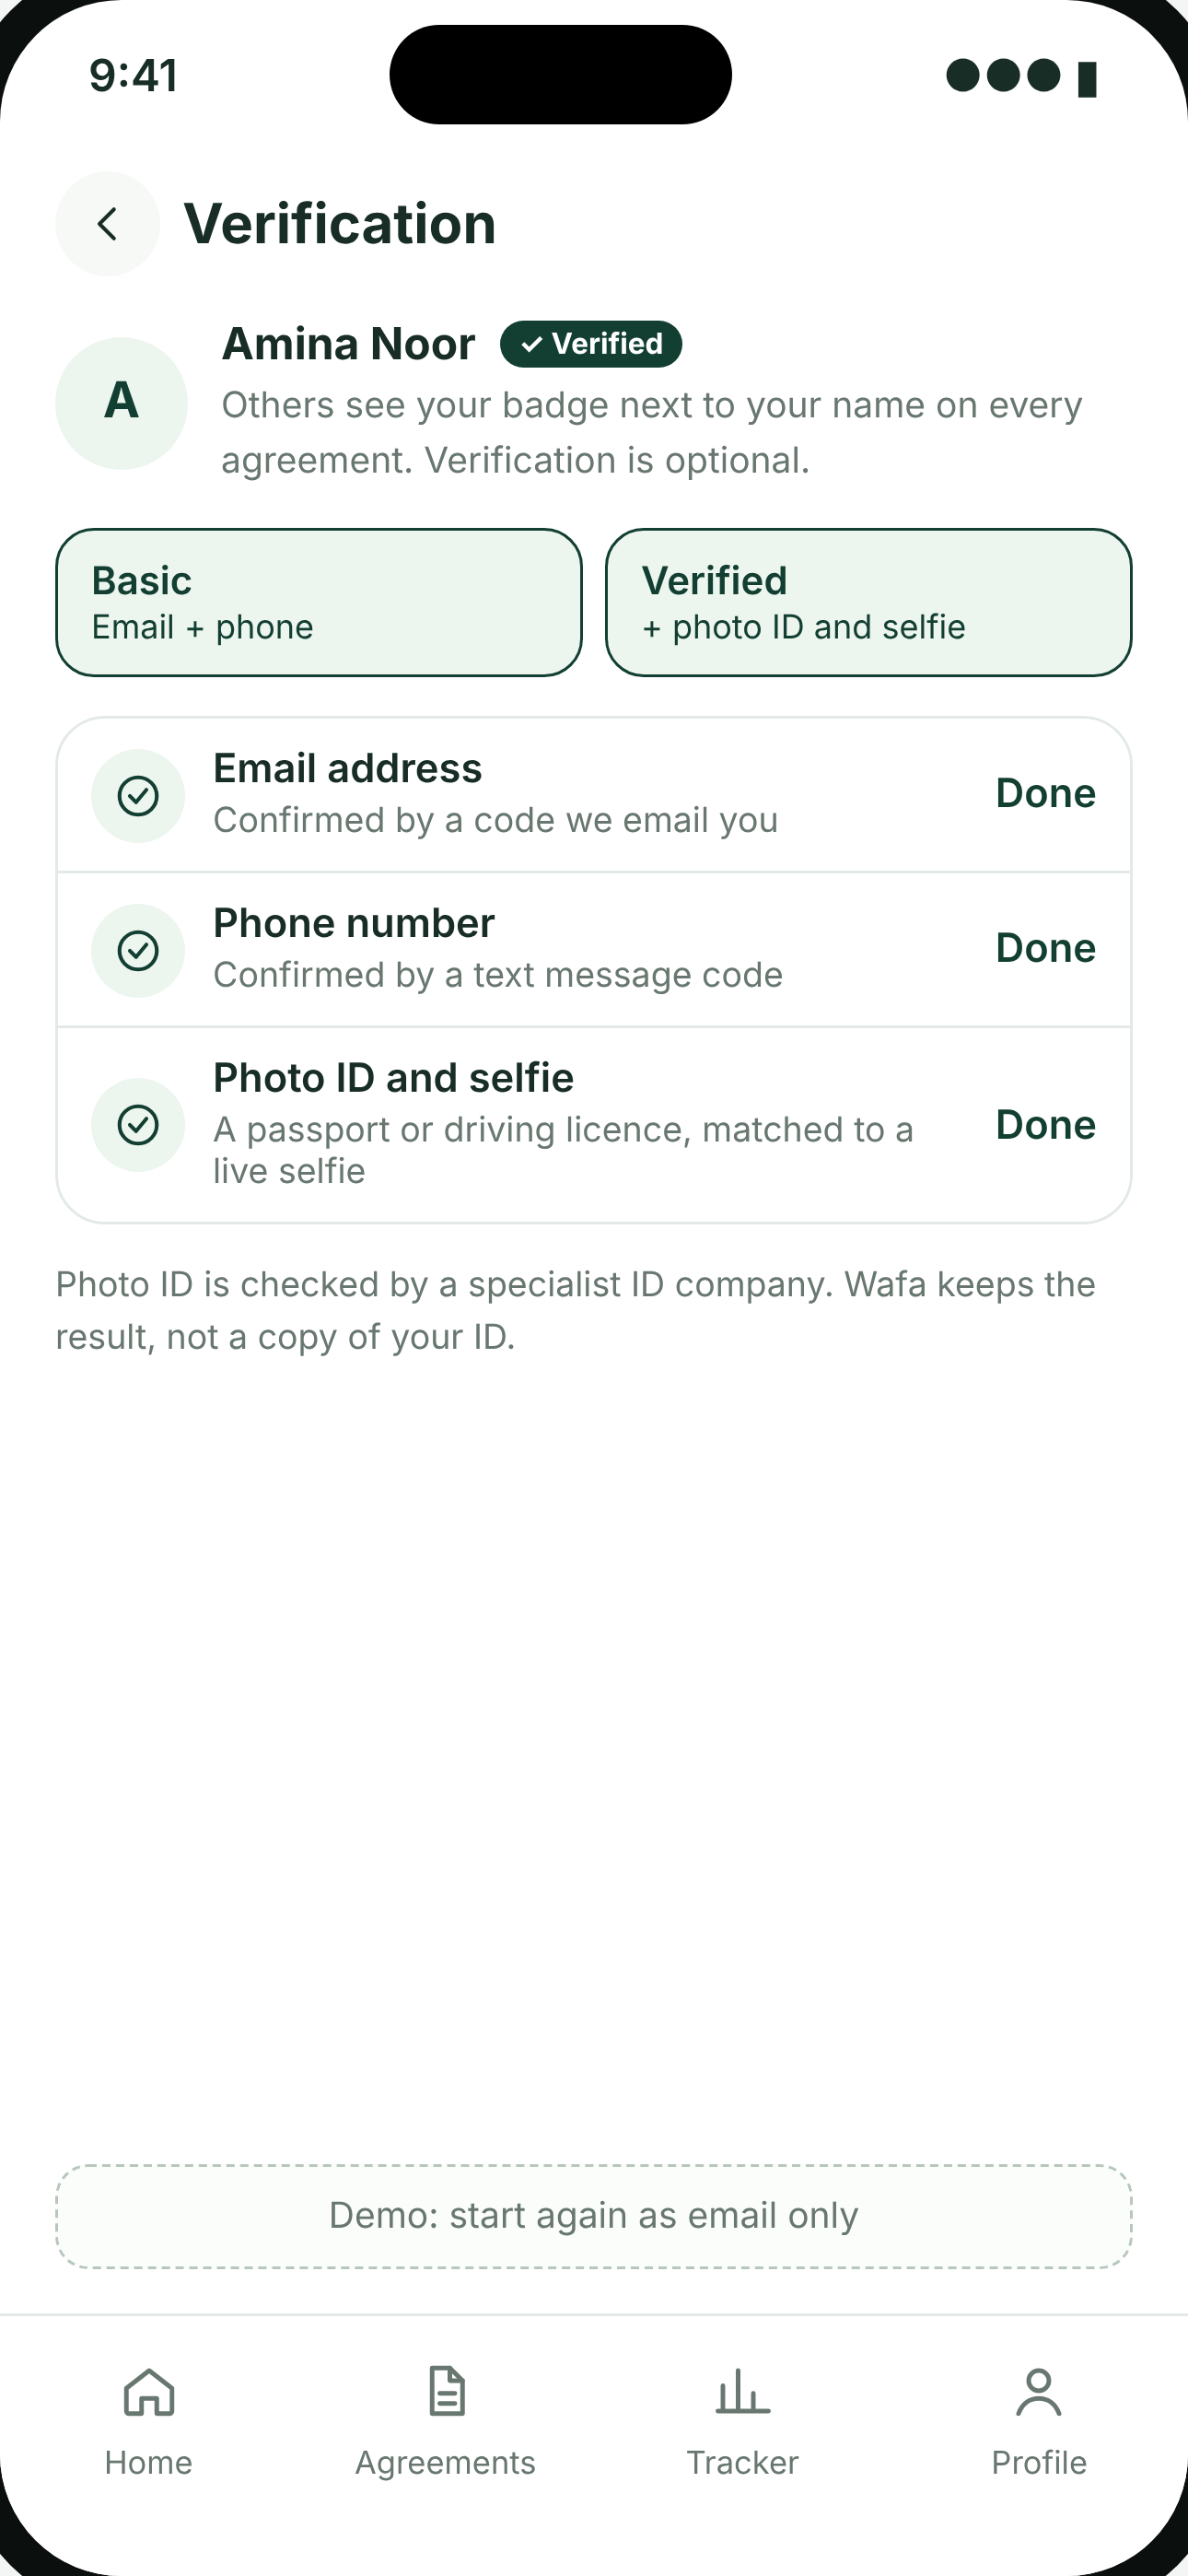 9:41
Verification
A
Amina Noor
✓ Verified
Others see your badge next to your name on every
agreement. Verification is optional.
Basic
Email + phone
Verified
+ photo ID and selfie
Email address
Confirmed by a code we email you
Done
Phone number
Confirmed by a text message code
Done
Photo ID and selfie
A passport or driving licence, matched to a
live selfie
Done
Photo ID is checked by a specialist ID company. Wafa keeps the
result, not a copy of your ID.
Demo: start again as email only
Home
Agreements
Tracker
Profile